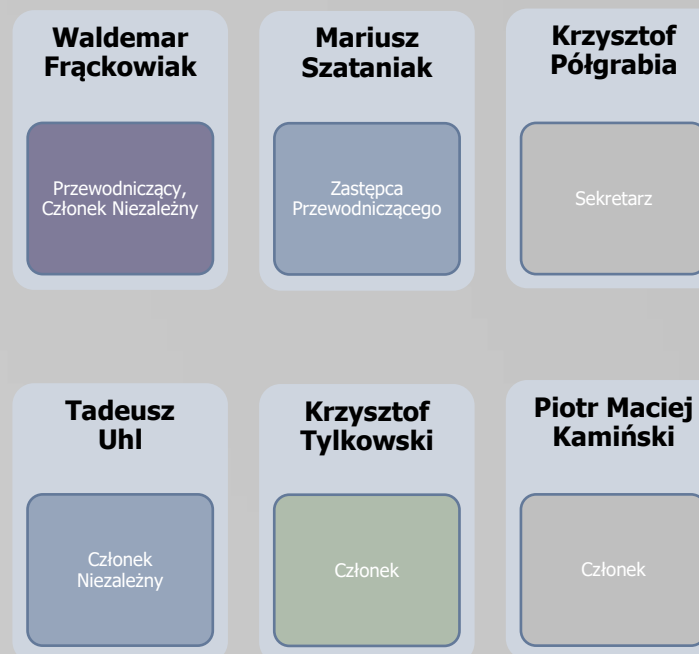 Waldemar
Frąckowiak
Przewodniczący,
Członek Niezależny
Mariusz
Szataniak
Zastępca
Przewodniczącego
Krzysztof
Półgrabia
Sekretarz
Tadeusz
Uhl
Członek
Niezależny
Krzysztof
Tylkowski
Członek
Piotr Maciej
Kamiński
Członek